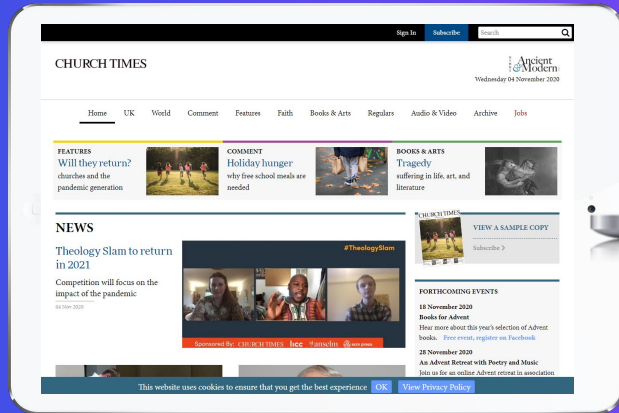 Sign In Subscribe Search
CHURCH TIMES
Ancient
& Modern
Wednesday 04 November 2020
Home UK World Comment Features Faith Books & Arts Regulars Audio & Video Archive Jobs
FEATURES
Will they return?
churches and the
pandemic generation
COMMENT
Holiday hunger
why free school meals are
needed
BOOKS & ARTS
Tragedy
suffering in life, art, and
literature
NEWS
Theology Slam to return
in 2021
Competition will focus on the
impact of the pandemic
04 Nov 2020
#TheologySlam
Sponsored By: CHURCH TIMES licc anselm scm press
CHURCH TIMES
VIEW A SAMPLE COPY
Subscribe >
FORTHCOMING EVENTS
18 November 2020
Books for Advent
Hear more about this year's selection of Advent
books. Free event, register on Facebook
28 November 2020
An Advent Retreat with Poetry and Music
Join us for an online Advent retreat in association
This website uses cookies to ensure that you get the best experience OK View Privacy Policy